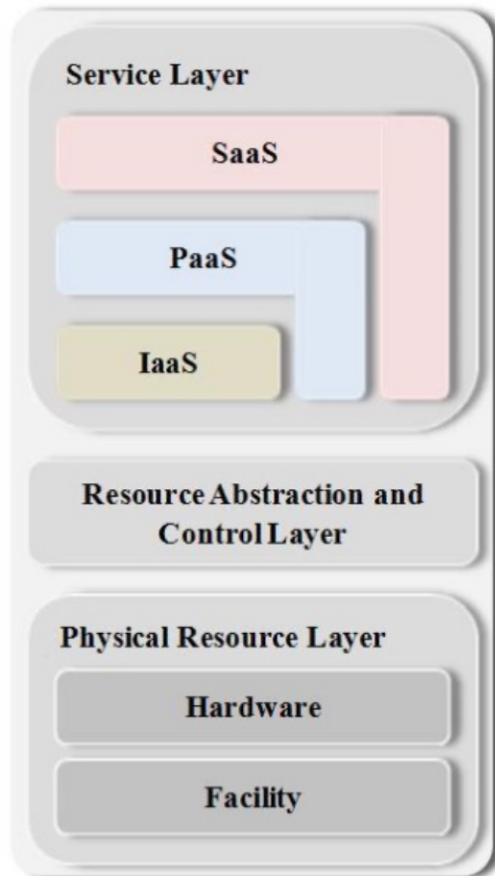 Service Layer
SaaS
PaaS
IaaS
Resource Abstraction and
Control Layer
Physical Resource Layer
Hardware
Facility